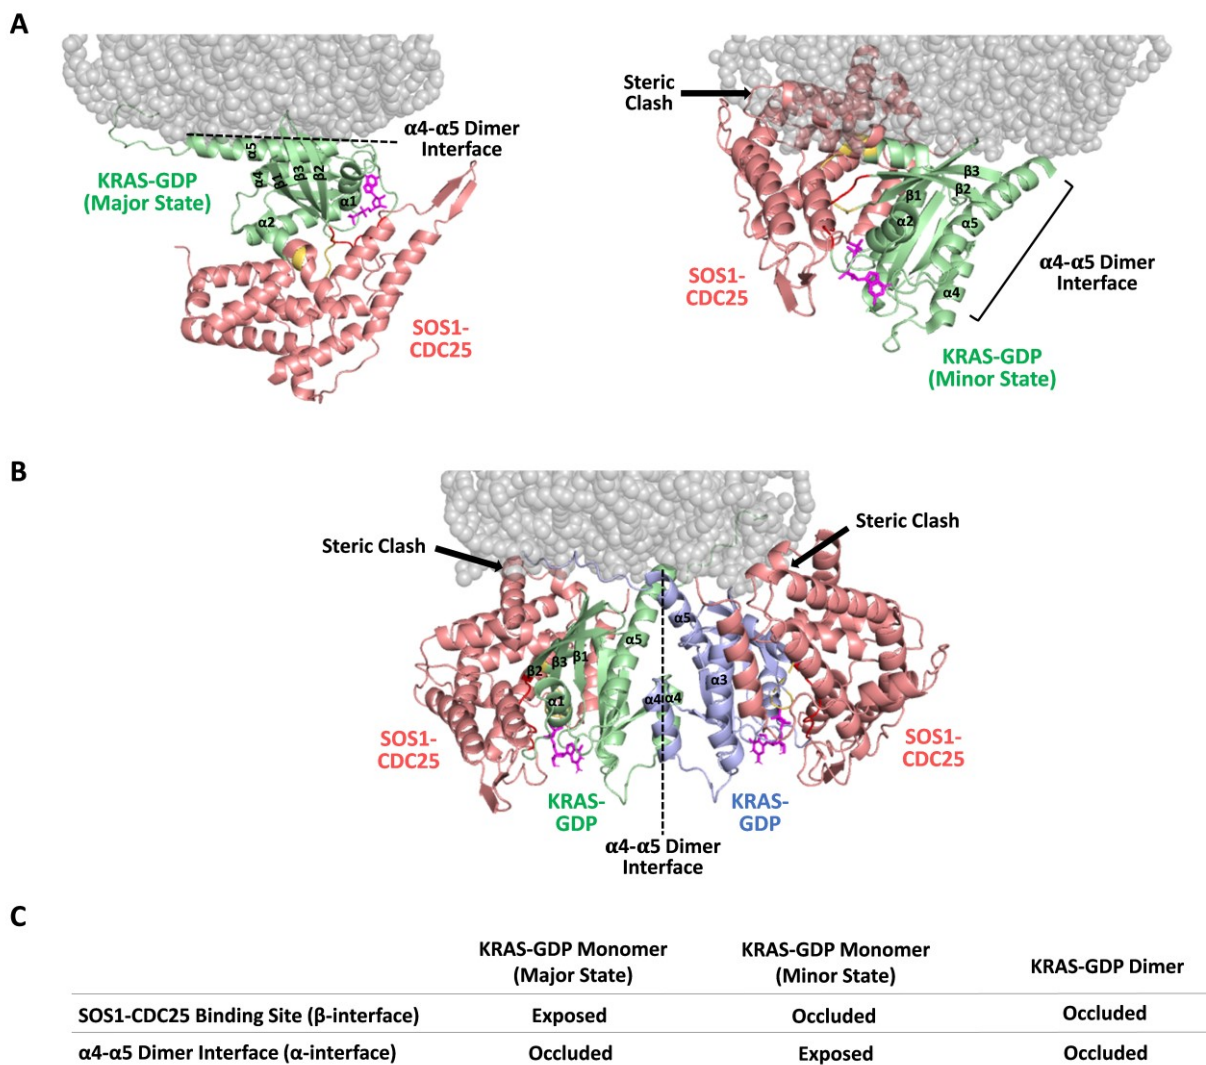 A
α4-α5 Dimer
Interface
KRAS-GDP
(Major State)
α5
α4
β1
β3
β2
α1
α2
SOS1-
CDC25
Steric
Clash
β3
β2
β1
α2
α5
α4
α4-α5 Dimer
Interface
SOS1-
CDC25
KRAS-GDP
(Minor State)
B
Steric Clash
Steric Clash
α5
α5
β1
β3
β2
α3
α1
α4
α4
SOS1-
CDC25
SOS1-
CDC25
KRAS-
GDP
KRAS-
GDP
α4-α5 Dimer
Interface
C
KRAS-GDP Monomer
(Major State)
KRAS-GDP Monomer
(Minor State)
KRAS-GDP Dimer
SOS1-CDC25 Binding Site (β-interface) Exposed Occluded Occluded
α4-α5 Dimer Interface (α-interface) Occluded Exposed Occluded